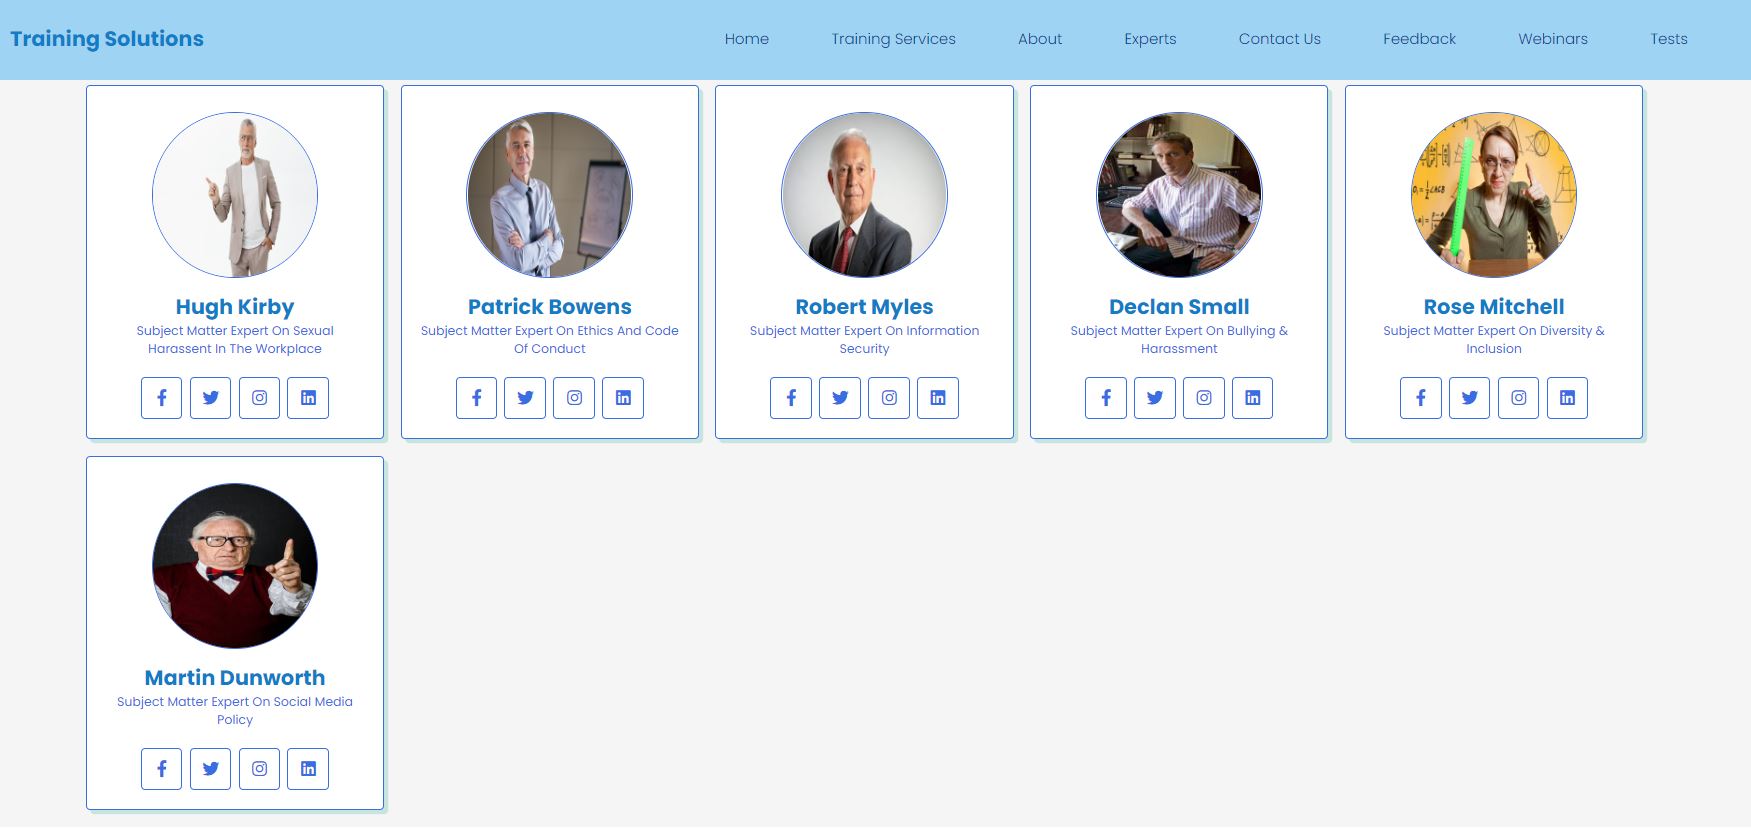 Training Solutions
Home
Training Services
About
Experts
Contact Us
Feedback
Webinars
Tests
Hugh Kirby
Subject Matter Expert On Sexual
Harassent In The Workplace
Patrick Bowens
Subject Matter Expert On Ethics And Code
Of Conduct
Robert Myles
Subject Matter Expert On Information
Security
Declan Small
Subject Matter Expert On Bullying &
Harassment
Rose Mitchell
Subject Matter Expert On Diversity &
Inclusion
Martin Dunworth
Subject Matter Expert On Social Media
Policy